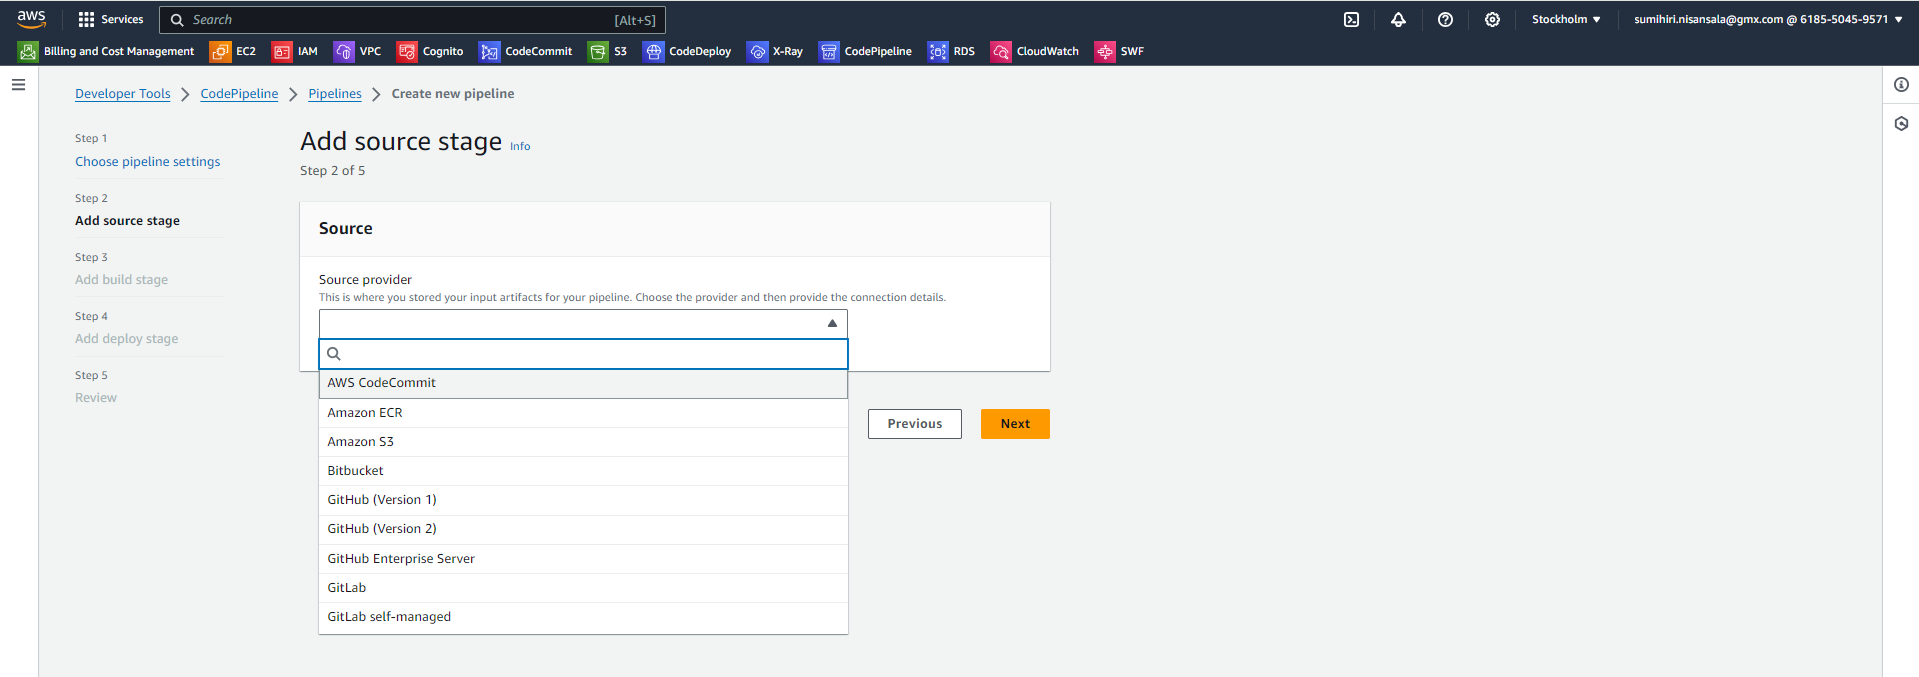 aws Services Search [Alt+S] Stockholm sumihiri.nisansala@gmx.com @ 6185-5045-9571
Billing and Cost Management EC2 IAM VPC Cognito CodeCommit S3 CodeDeploy X-Ray CodePipeline RDS CloudWatch SWF
Developer Tools CodePipeline Pipelines Create new pipeline
Step 1
Choose pipeline settings
Step 2
Add source stage
Step 3
Add build stage
Step 4
Add deploy stage
Step 5
Review
Add source stage Info
Step 2 of 5
Source
Source provider
This is where you stored your input artifacts for your pipeline. Choose the provider and then provide the connection details.
AWS CodeCommit
Amazon ECR
Amazon S3
Bitbucket
GitHub (Version 1)
GitHub (Version 2)
GitHub Enterprise Server
GitLab
GitLab self-managed
Previous Next